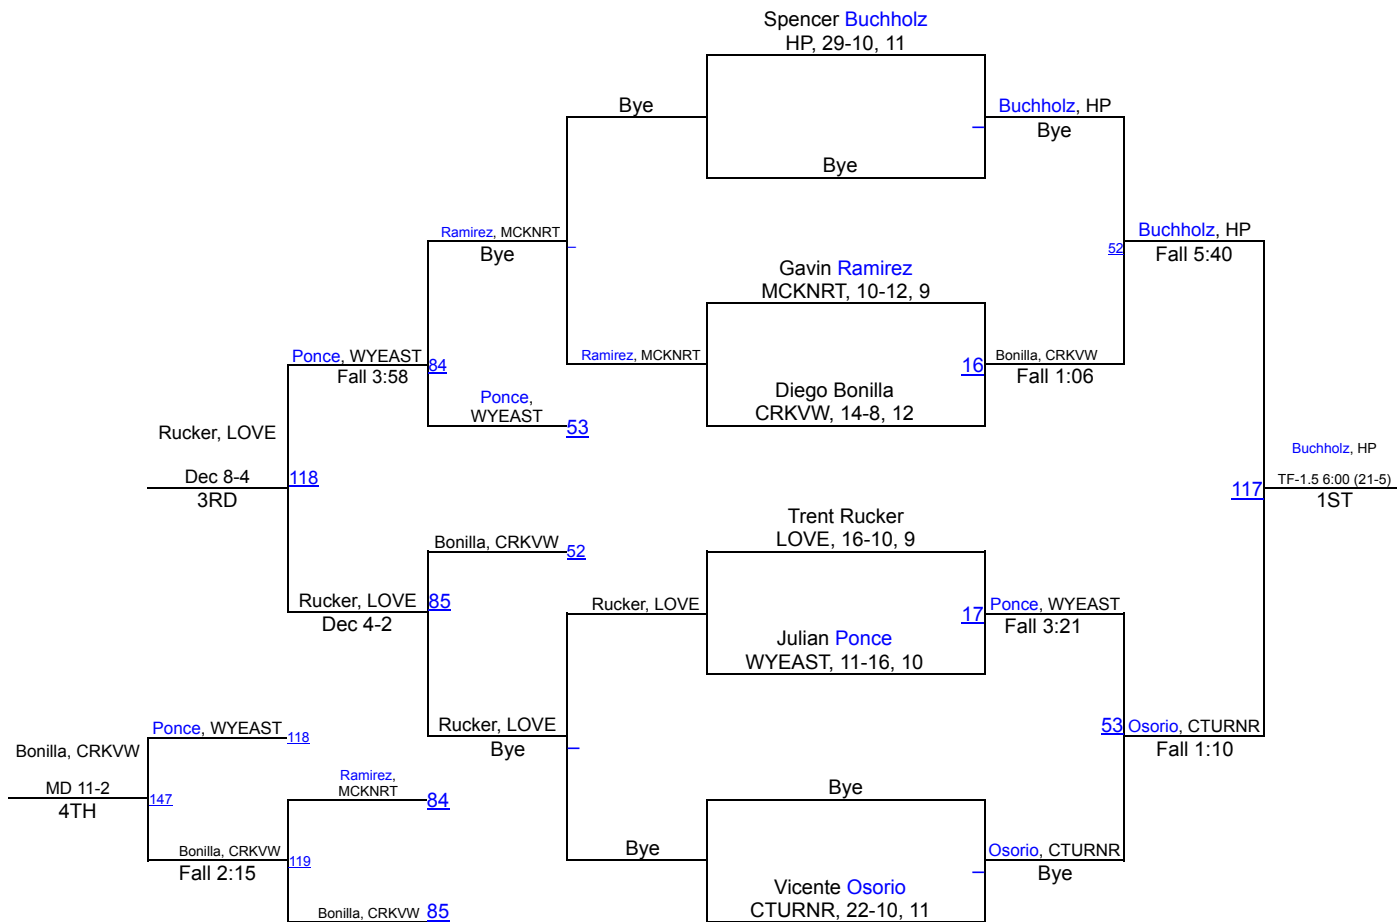 Spencer Buchholz
HP, 29-10, 11
Bye
Buchholz, HP
Bye
Bye
Ramirez, MCKNRT
Bye
Buchholz, HP
52
Fall 5:40
Gavin Ramirez
MCKNRT, 10-12, 9
Ponce, WYEAST
84
Fall 3:58
Ramirez, MCKNRT
16
Bonilla, CRKVW
Fall 1:06
Diego Bonilla
CRKVW, 14-8, 12
Ponce,
WYEAST
53
Rucker, LOVE
Dec 8-4
118
3RD
Buchholz, HP
117
TF-1.5 6:00 (21-5)
1ST
Trent Rucker
LOVE, 16-10, 9
Bonilla, CRKVW
52
Rucker, LOVE
85
Dec 4-2
Rucker, LOVE
17
Ponce, WYEAST
Fall 3:21
Julian Ponce
WYEAST, 11-16, 10
Rucker, LOVE
Bye
53
Osorio, CTURNR
Fall 1:10
Ponce, WYEAST
118
Bonilla, CRKVW
MD 11-2
147
4TH
Ramirez,
MCKNRT
84
Bye
Bonilla, CRKVW
119
Fall 2:15
Bye
Osorio, CTURNR
Bye
Vicente Osorio
CTURNR, 22-10, 11
Bonilla, CRKVW
85